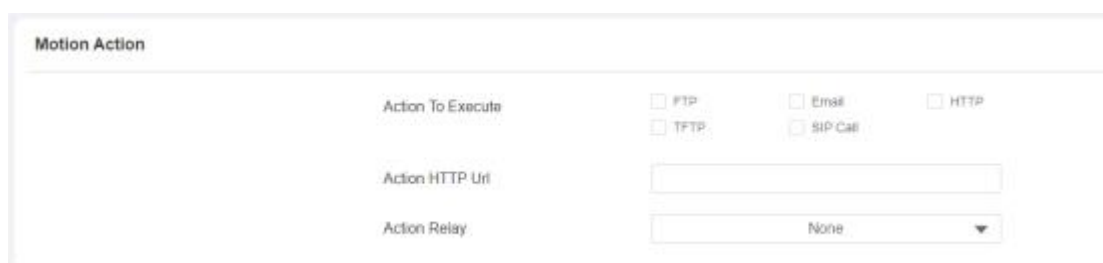 Motion Action
Action To Execute
FTP Email HTTP
TFTP SIP Call
Action HTTP Url
Action Relay None